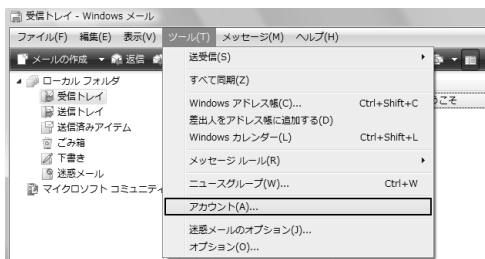 受信トレイ - Windows メール
ファイル(F) 編集(E) 表示(V) ツール(T) メッセージ(M) ヘルプ(H)
メールの作成 返信
ローカル フォルダ
受信トレイ
送信トレイ
送信済みアイテム
ごみ箱
下書き
迷惑メール
マイクロソフト コミュニティ
送受信(S)
すべて同期(Z)
Windows アドレス帳(C)... Ctrl+Shift+C
差出人をアドレス帳に追加する(D)
Windows カレンダー(L) Ctrl+Shift+L
メッセージ ルール(R)
ニュースグループ(W)... Ctrl+W
アカウント(A)...
迷惑メールのオプション(J)...
オプション(O)...
こそ